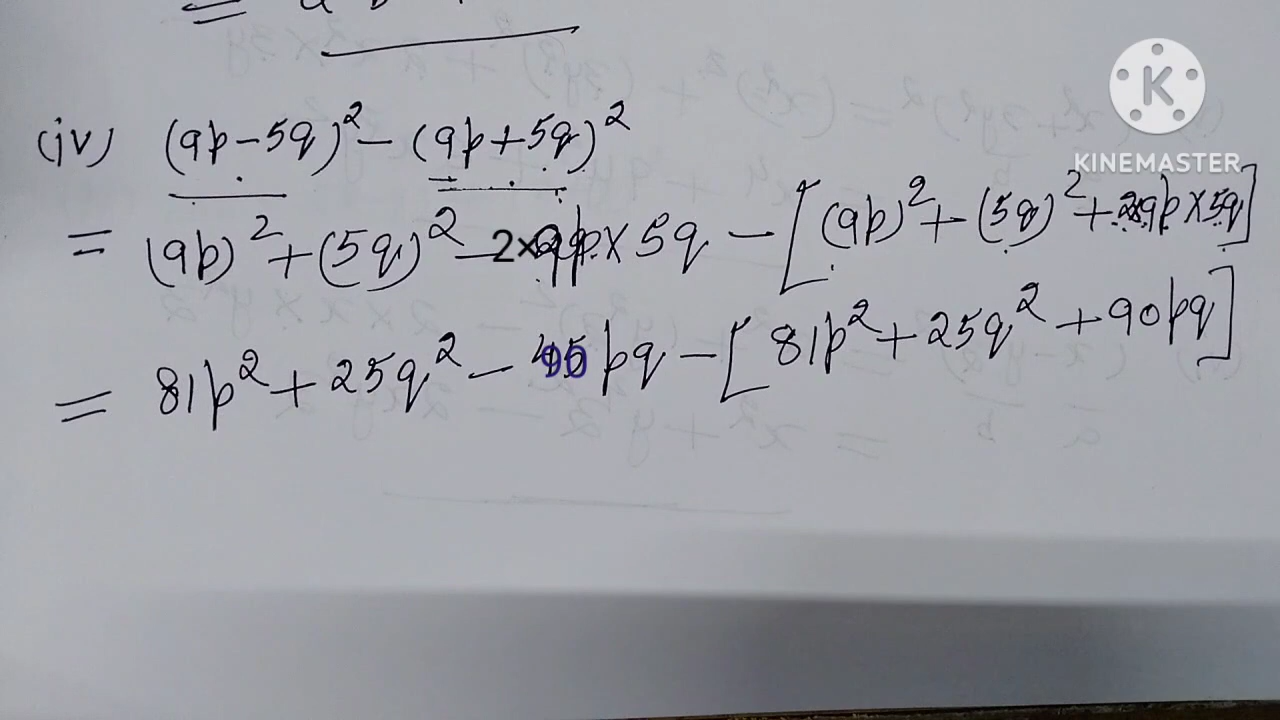 (iv) (9p-5q)² - (9p+5q)²
= (9p)² + (5q)² - 2×9p×5q - [(9p)² + (5q)² + 2×9p×5q]
= 81p² + 25q² - 90pq - [81p² + 25q² + 90pq]
KINEMASTER